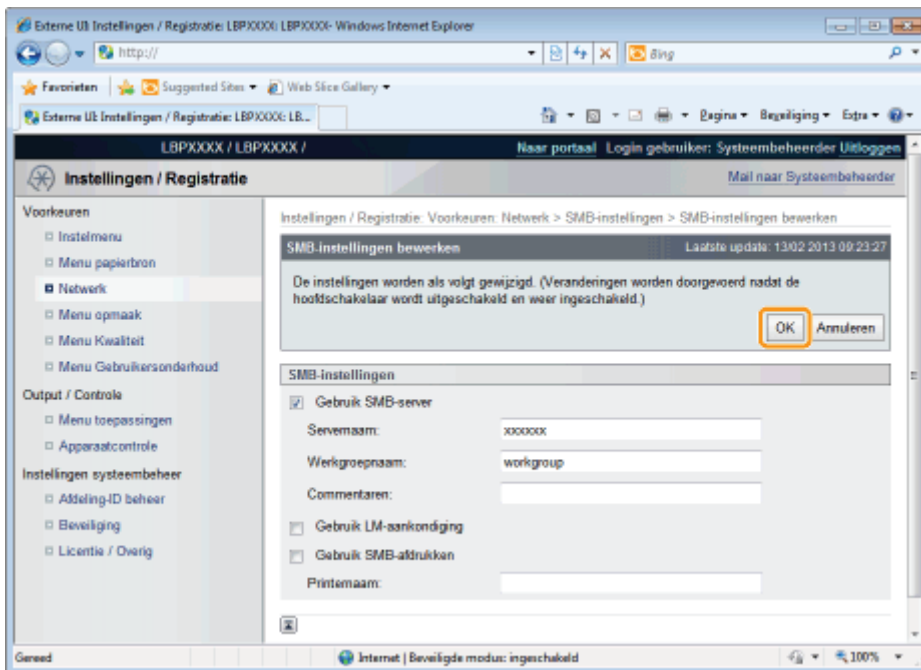 Externe UI: Instellingen / Registratie: LBPXXXX: LBPXXXX- Windows Internet Explorer
http://
Bing
Favorieten Suggested Sites Web Slice Gallery
Externe UI: Instellingen / Registratie: LBPXXXX: LB...
Pagina Beveiliging Extra
LBPXXXX / LBPXXXX /
Naar portaal Login gebruiker: Systeembeheerder Uitloggen
Instellingen / Registratie
Mail naar Systeembeheerder
Voorkeuren
Instelmenu
Menu papierbron
Netwerk
Menu opmaak
Menu Kwaliteit
Menu Gebruikersonderhoud
Output / Controle
Menu toepassingen
Apparaatcontrole
Instellingen systeembeheer
Afdeling-ID beheer
Beveiliging
Licentie / Overig
Instellingen / Registratie: Voorkeuren: Netwerk > SMB-instellingen > SMB-instellingen bewerken
SMB-instellingen bewerken
Laatste update: 13/02 2013 09:23:27
De instellingen worden als volgt gewijzigd. (Veranderingen worden doorgevoerd nadat de
hoofdschakelaar wordt uitgeschakeld en weer ingeschakeld.)
OK Annuleren
SMB-instellingen
Gebruik SMB-server
Servernaam: xxxxxxx
Werkgroepnaam: workgroup
Commentaren:
Gebruik LM-aankondiging
Gebruik SMB-afdrukken
Printernaam:
Gereed
Internet | Beveiligde modus: ingeschakeld
100%